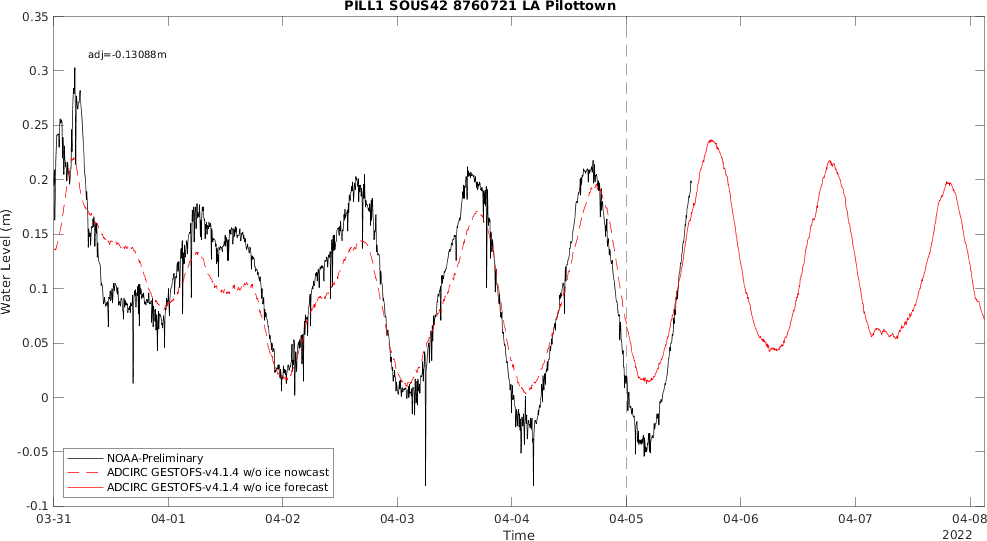 PILL1 SOUS42 8760721 LA Pilottown
adj=-0.13088m
Water Level (m)
0.35
0.3
0.25
0.2
0.15
0.1
0.05
0
-0.05
-0.1
NOAA-Preliminary
ADCIRC GESTOFS-v4.1.4 w/o ice nowcast
ADCIRC GESTOFS-v4.1.4 w/o ice forecast
03-31 04-01 04-02 04-03 04-04 04-05 04-06 04-07 04-08
Time
2022